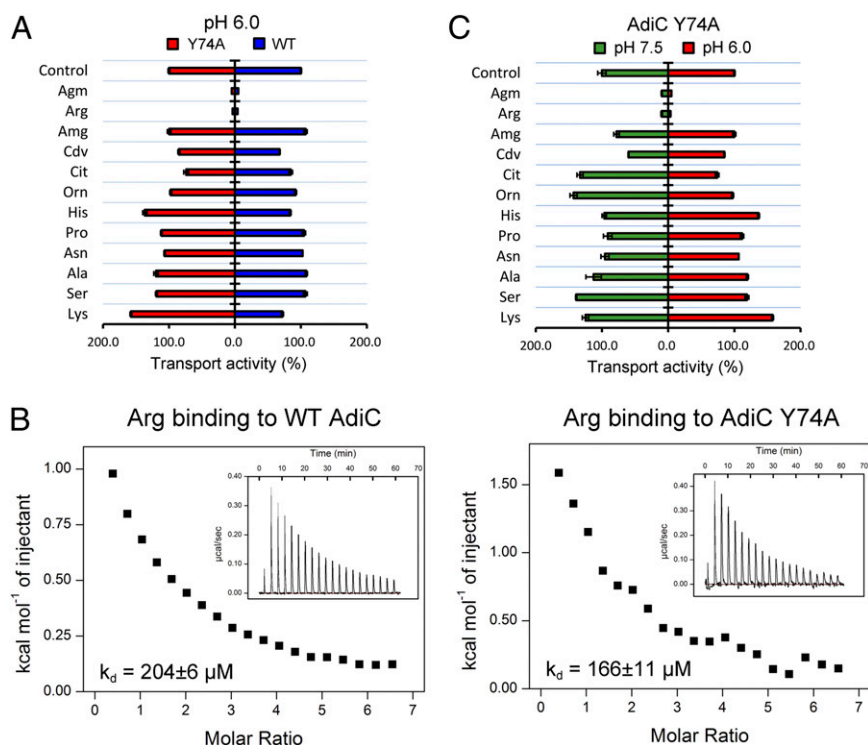 A
pH 6.0
Y74A WT
Control
Agm
Arg
Amg
Cdv
Cit
Orn
His
Pro
Asn
Ala
Ser
Lys
200.0 100.0 0.0 100.0 200.0
Transport activity (%)
C
AdiC Y74A
pH 7.5 pH 6.0
Control
Agm
Arg
Amg
Cdv
Cit
Orn
His
Pro
Asn
Ala
Ser
Lys
200.0 100.0 0.0 100.0 200.0
Transport activity (%)
B
Arg binding to WT AdiC
kcal mol⁻¹ of injectant
1.00
0.75
0.50
0.25
0.00
Time (min)
0 10 20 30 40 50 60 70
µcal/sec
0.40
0.30
0.20
0.10
0.00
k_d = 204±6 µM
0 1 2 3 4 5 6 7
Molar Ratio
Arg binding to AdiC Y74A
kcal mol⁻¹ of injectant
1.50
1.00
0.50
0.00
Time (min)
0 10 20 30 40 50 60 70
µcal/sec
0.40
0.30
0.20
0.10
0.00
k_d = 166±11 µM
0 1 2 3 4 5 6 7
Molar Ratio